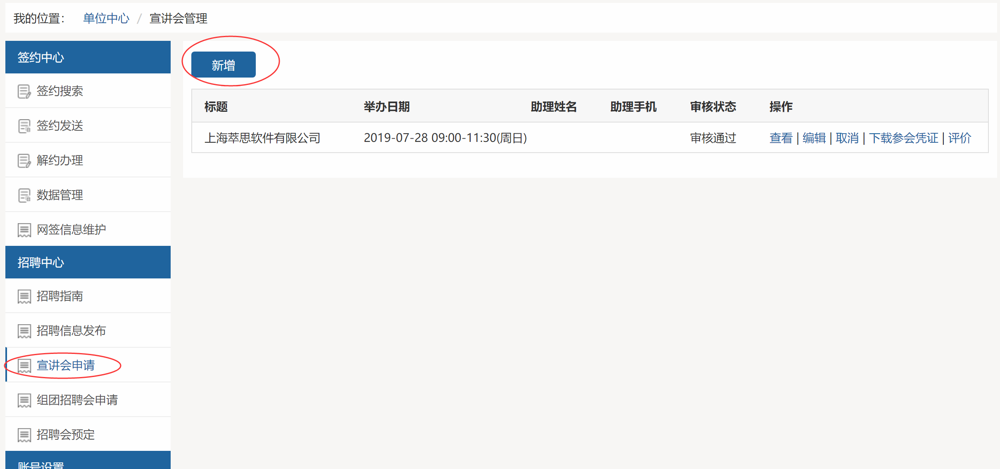 我的位置： 单位中心 / 宣讲会管理
签约中心
签约搜索
签约发送
解约办理
数据管理
网签信息维护
招聘中心
招聘指南
招聘信息发布
宣讲会申请
组团招聘会申请
招聘会预定
账号设置
新增
标题 举办日期 助理姓名 助理手机 审核状态 操作
上海萃思软件有限公司 2019-07-28 09:00-11:30(周日) 审核通过 查看 | 编辑 | 取消 | 下载参会凭证 | 评价